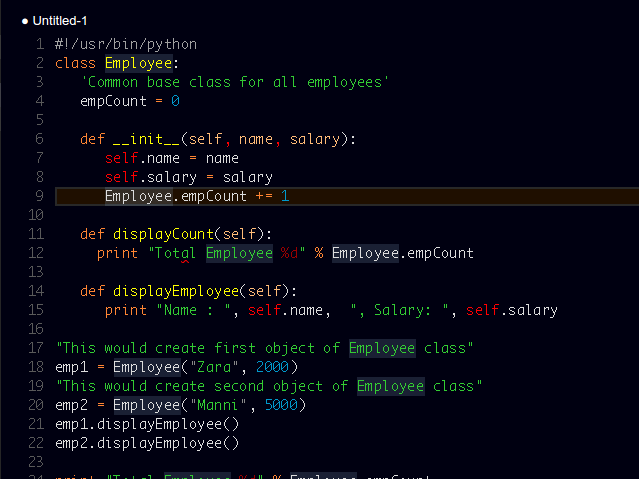 ● Untitled-1
1 #!/usr/bin/python
2 class Employee:
3 'Common base class for all employees'
4 empCount = 0
5
6 def __init__(self, name, salary):
7 self.name = name
8 self.salary = salary
9 Employee.empCount += 1
10
11 def displayCount(self):
12 print "Total Employee %d" % Employee.empCount
13
14 def displayEmployee(self):
15 print "Name : ", self.name,  ", Salary: ", self.salary
16
17 "This would create first object of Employee class"
18 emp1 = Employee("Zara", 2000)
19 "This would create second object of Employee class"
20 emp2 = Employee("Manni", 5000)
21 emp1.displayEmployee()
22 emp2.displayEmployee()
23
24 print "Total Employee %d" % Employee.empCount